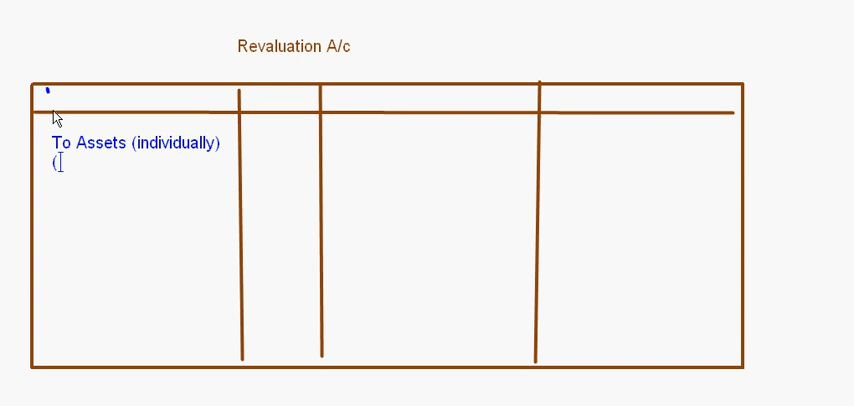 Revaluation A/c
To Assets (individually)
(